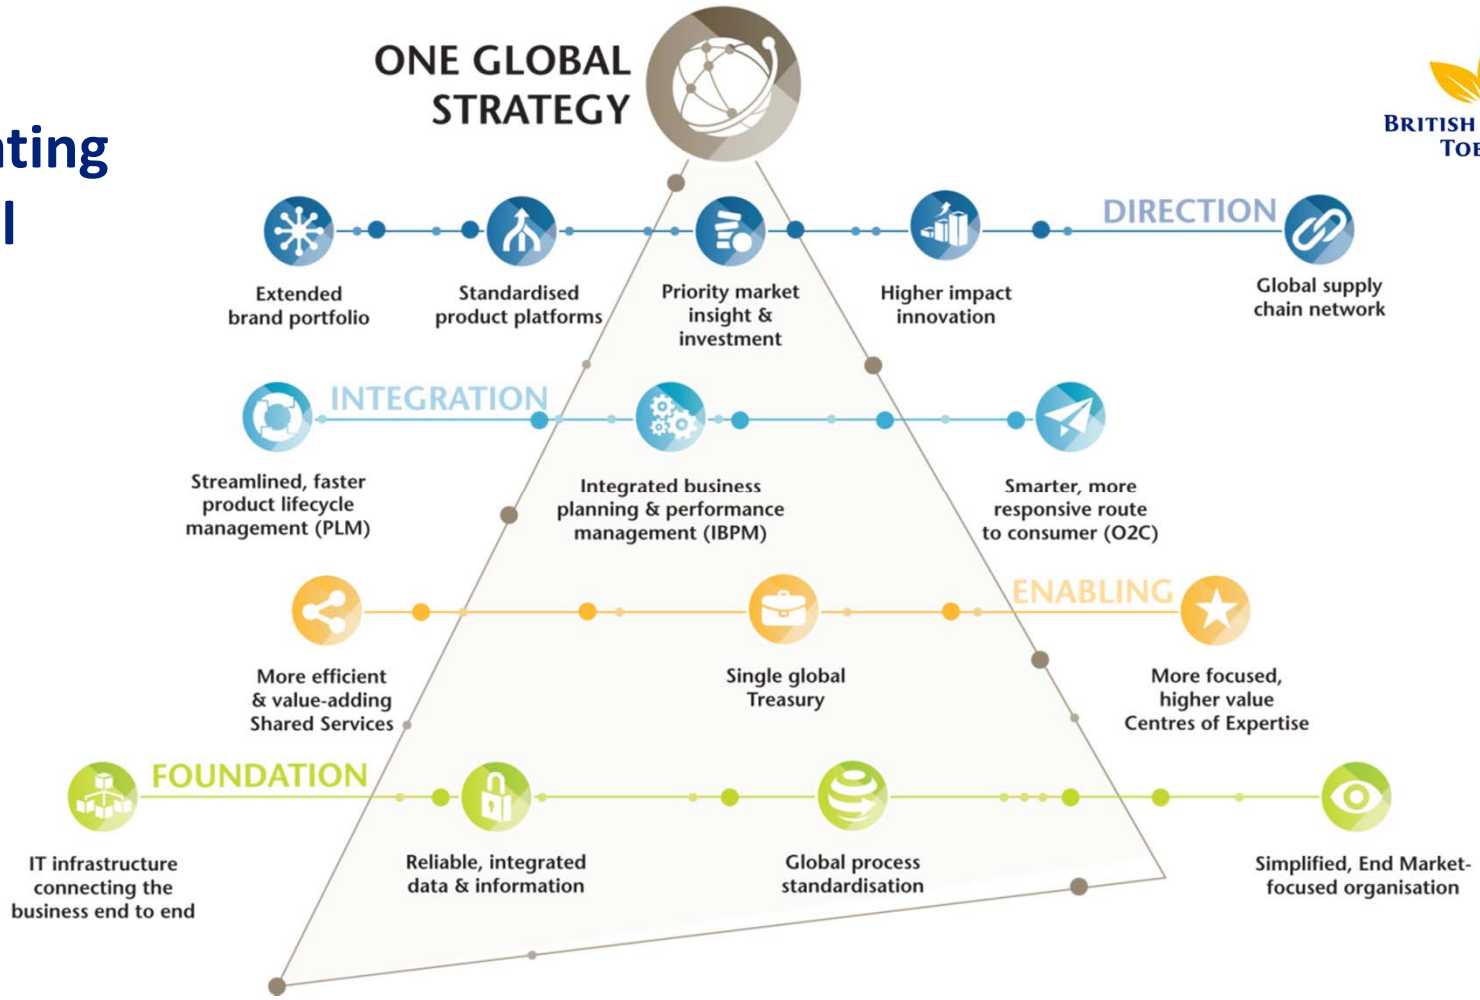 ONE GLOBAL
STRATEGY
ating
l
BRITISH
TOB
DIRECTION
Extended
brand portfolio
Standardised
product platforms
Priority market
insight &
investment
Higher impact
innovation
Global supply
chain network
INTEGRATION
Streamlined, faster
product lifecycle
management (PLM)
Integrated business
planning & performance
management (IBPM)
Smarter, more
responsive route
to consumer (O2C)
ENABLING
More efficient
& value-adding
Shared Services
Single global
Treasury
More focused,
higher value
Centres of Expertise
FOUNDATION
IT infrastructure
connecting the
business end to end
Reliable, integrated
data & information
Global process
standardisation
Simplified, End Market-
focused organisation